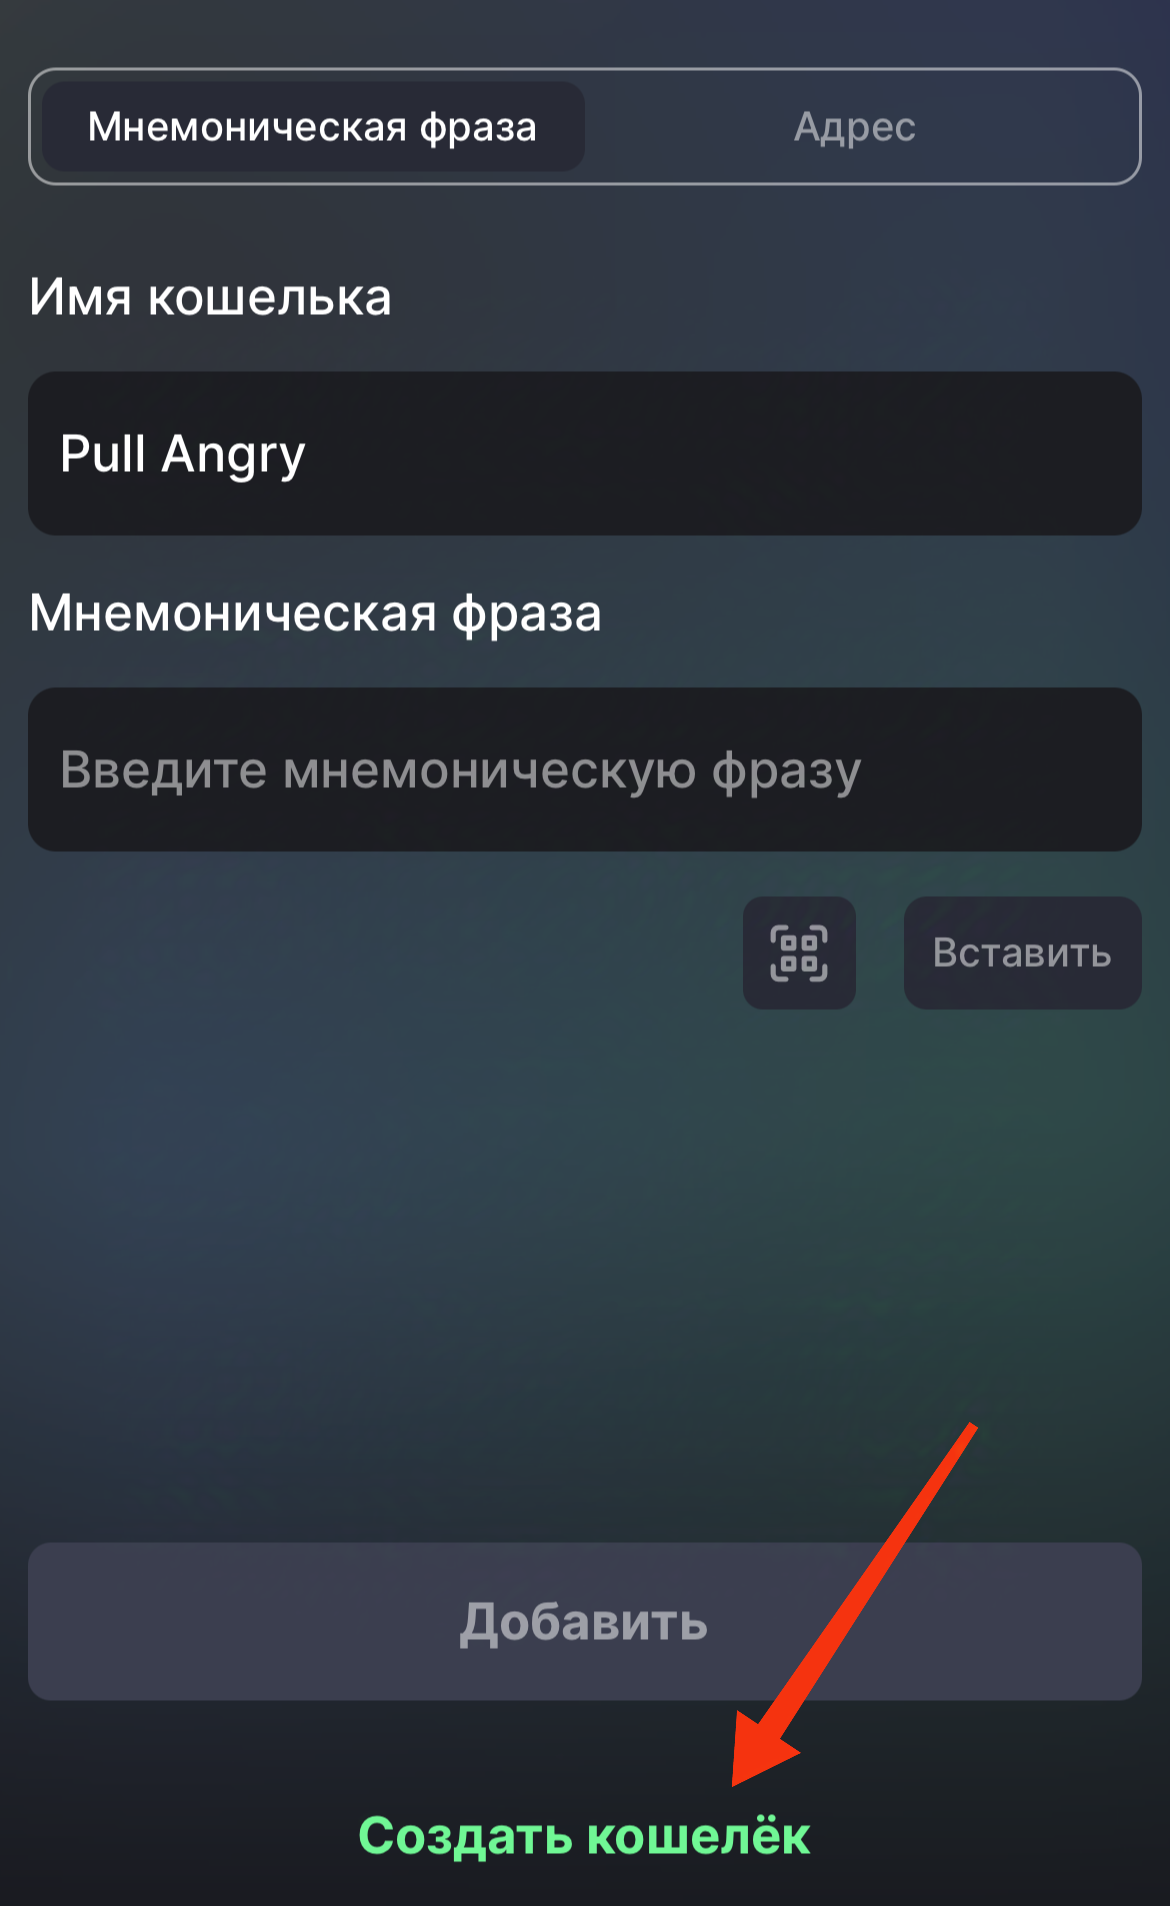 Мнемоническая фраза
Адрес
Имя кошелька
Pull Angry
Мнемоническая фраза
Введите мнемоническую фразу
Вставить
Добавить
Создать кошелёк